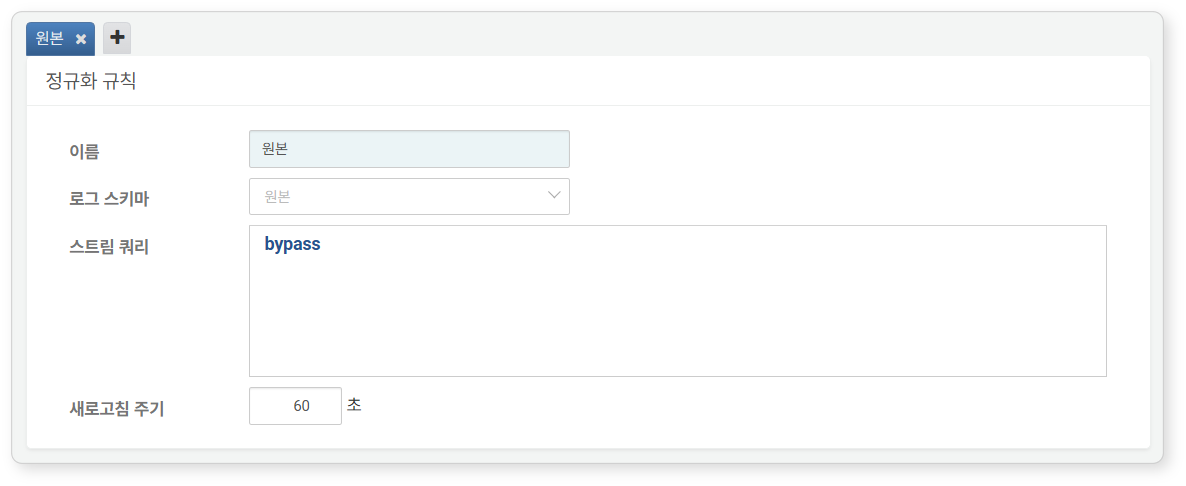 원본
정규화 규칙
이름 원본
로그 스키마 원본
스트림 쿼리 bypass
새로고침 주기 60 초